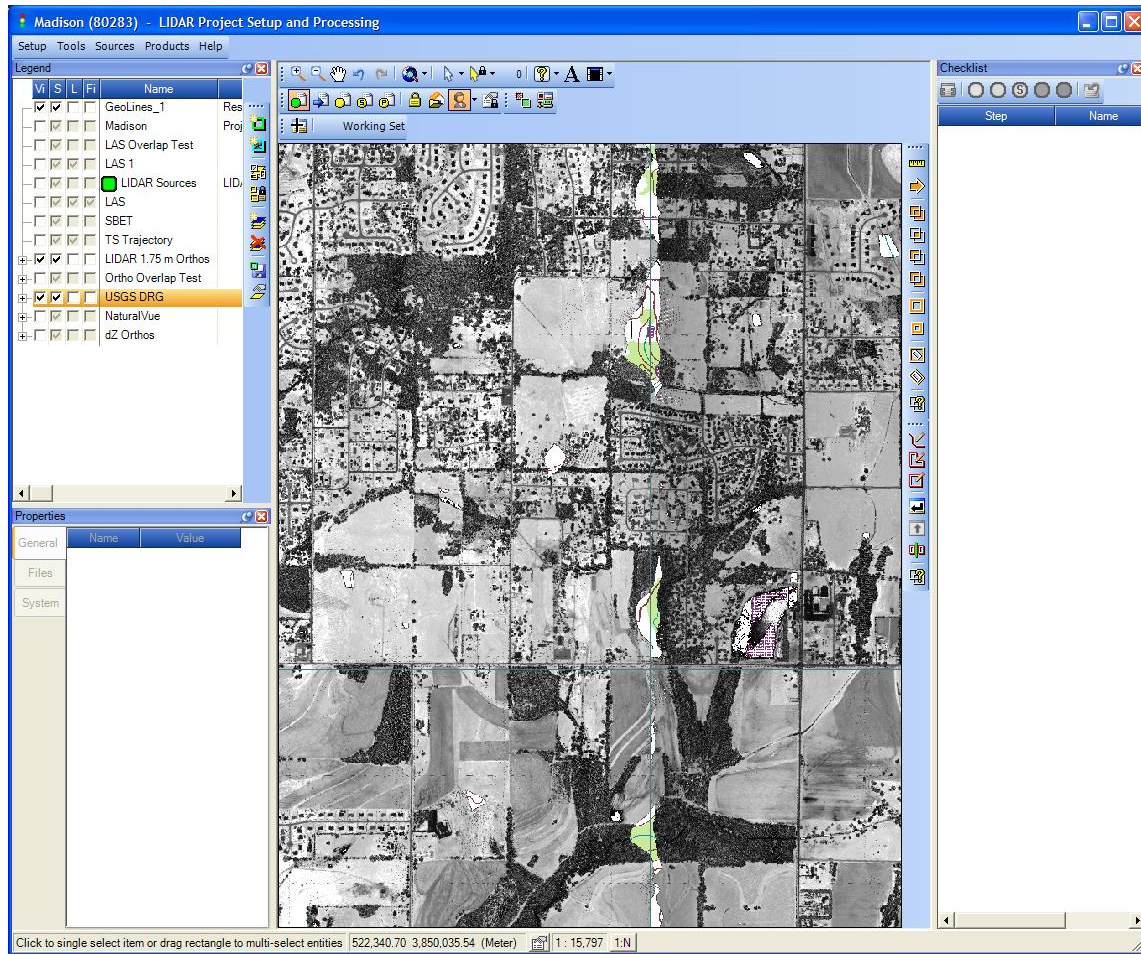 Madison (80283) - LIDAR Project Setup and Processing
Setup Tools Sources Products Help
Legend
Vi S L Fi Name
GeoLines_1 Res
Madison Proj
LAS Overlap Test
LAS 1
LIDAR Sources LID
LAS
SBET
TS Trajectory
LIDAR 1.75 m Orthos
Ortho Overlap Test
USGS DRG
NaturalVue
dZ Orthos
0 A
Working Set
Checklist
Step Name
Properties
General Name Value
Files
System
Click to single select item or drag rectangle to multi-select entities 522,340.70 3,850,035.54 (Meter) 1 : 15,797 1:N